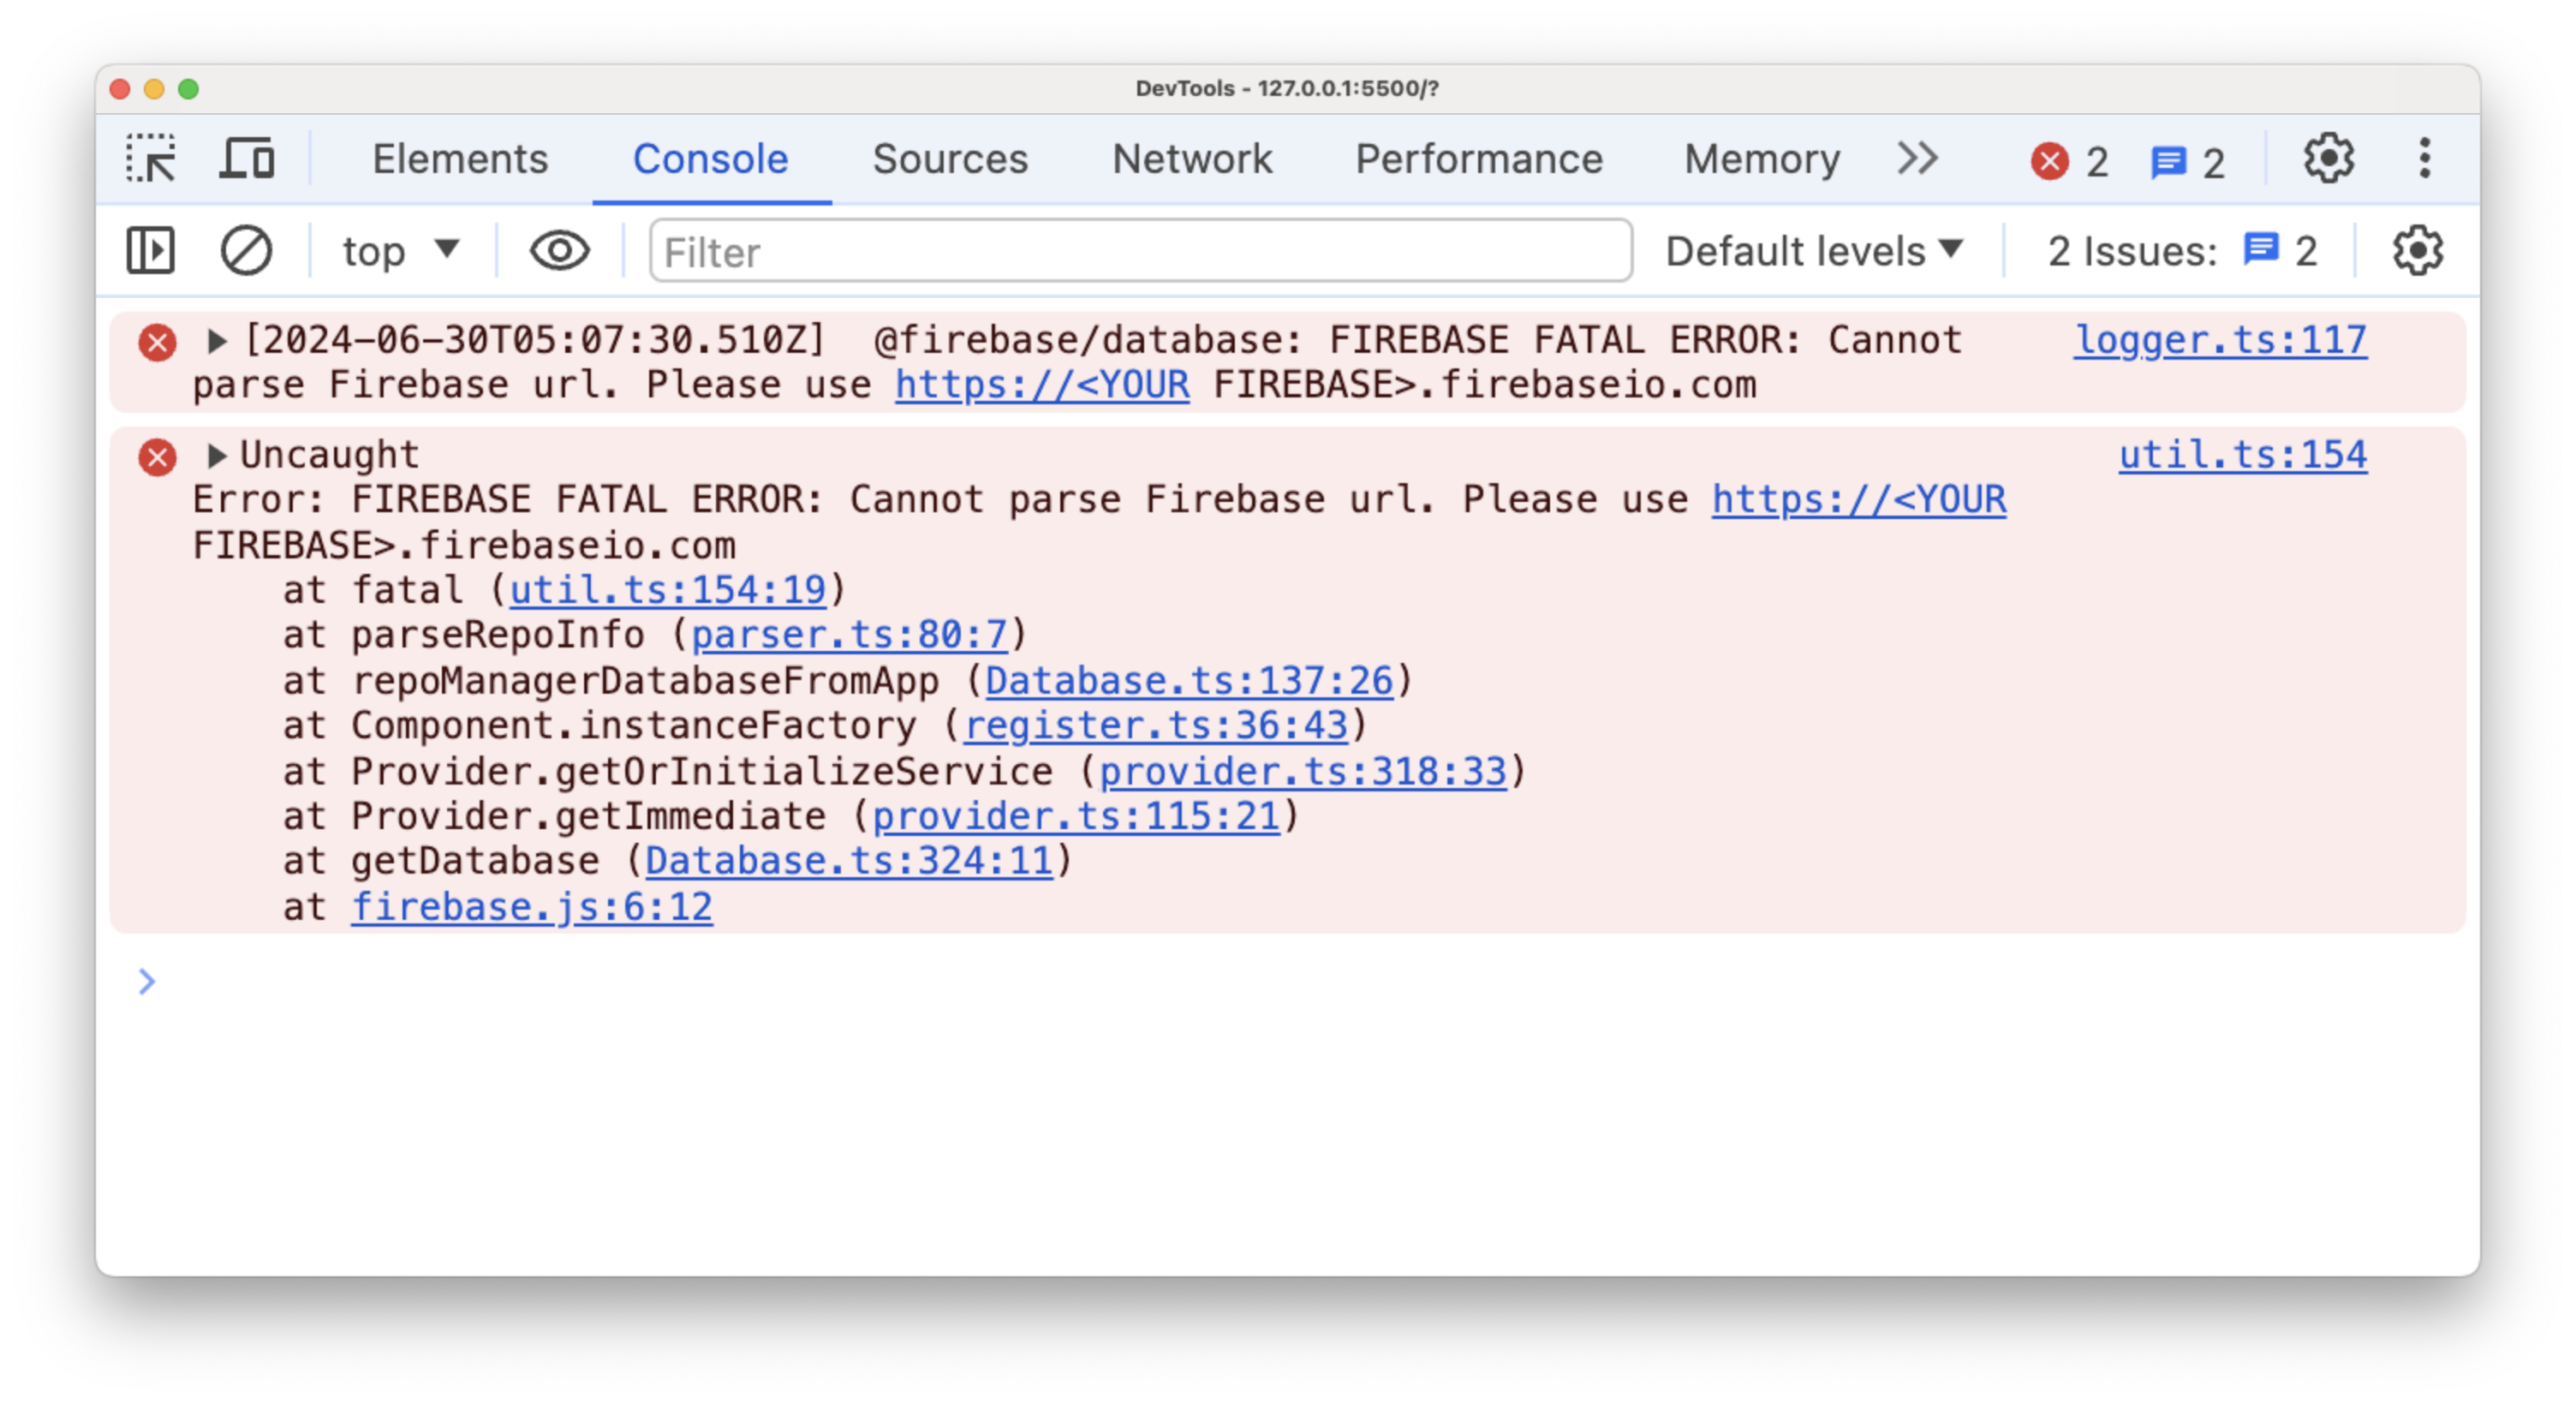 DevTools - 127.0.0.1:5500/?
Elements Console Sources Network Performance Memory 2 2
top Filter Default levels 2 Issues: 2
[2024-06-30T05:07:30.510Z]  @firebase/database: FIREBASE FATAL ERROR: Cannot logger.ts:117
parse Firebase url. Please use https://<YOUR FIREBASE>.firebaseio.com
Uncaught util.ts:154
Error: FIREBASE FATAL ERROR: Cannot parse Firebase url. Please use https://<YOUR
FIREBASE>.firebaseio.com
at fatal (util.ts:154:19)
at parseRepoInfo (parser.ts:80:7)
at repoManagerDatabaseFromApp (Database.ts:137:26)
at Component.instanceFactory (register.ts:36:43)
at Provider.getOrInitializeService (provider.ts:318:33)
at Provider.getImmediate (provider.ts:115:21)
at getDatabase (Database.ts:324:11)
at firebase.js:6:12